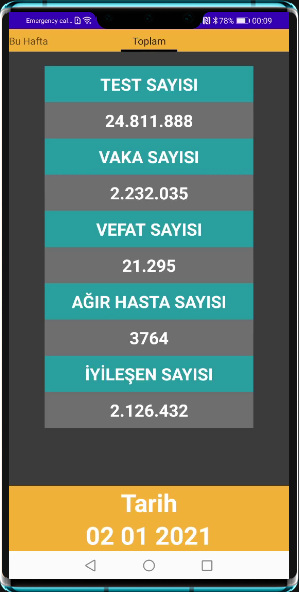 Emergency cal...
78% 00:09
Bu Hafta Toplam
TEST SAYISI
24.811.888
VAKA SAYISI
2.232.035
VEFAT SAYISI
21.295
AĞIR HASTA SAYISI
3764
İYİLEŞEN SAYISI
2.126.432
Tarih
02 01 2021